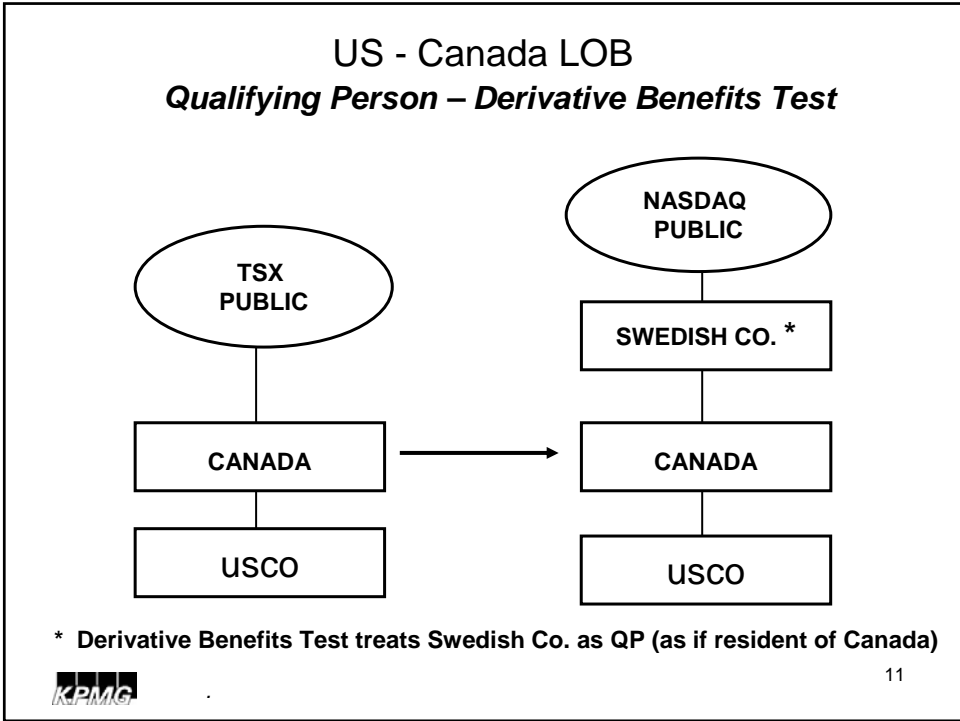 US - Canada LOB
Qualifying Person – Derivative Benefits Test
TSX
PUBLIC
CANADA
USCO
NASDAQ
PUBLIC
SWEDISH CO. *
CANADA
USCO
* Derivative Benefits Test treats Swedish Co. as QP (as if resident of Canada)
KPMG .
11